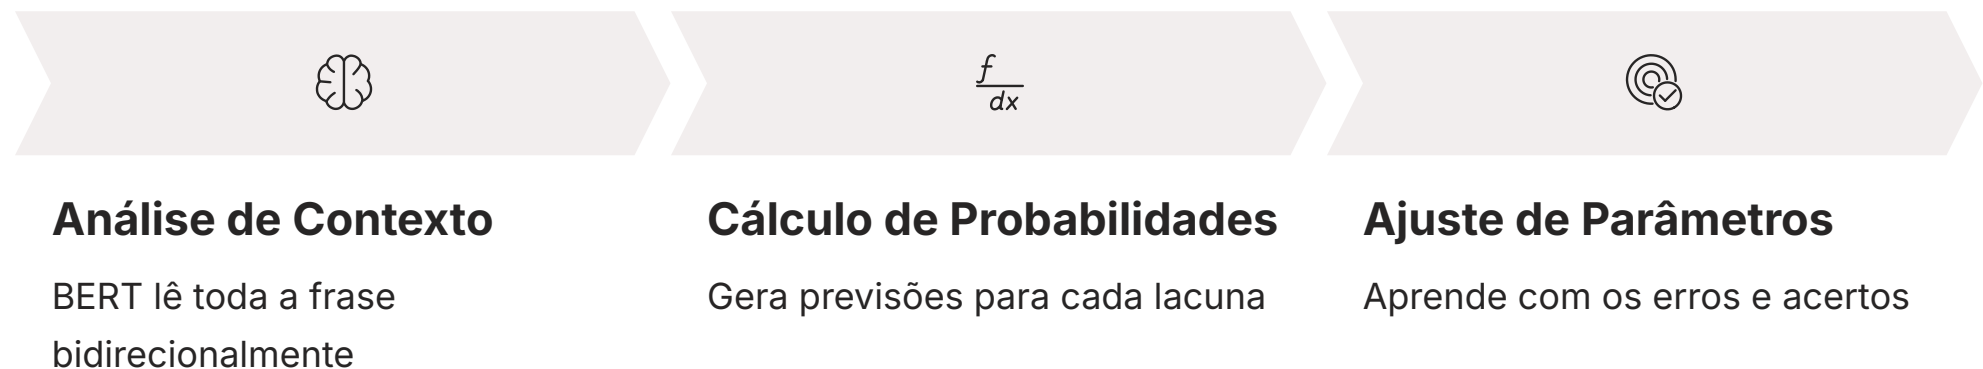 f
dx
Análise de Contexto
BERT lê toda a frase
bidirecionalmente
Cálculo de Probabilidades
Gera previsões para cada lacuna
Ajuste de Parâmetros
Aprende com os erros e acertos